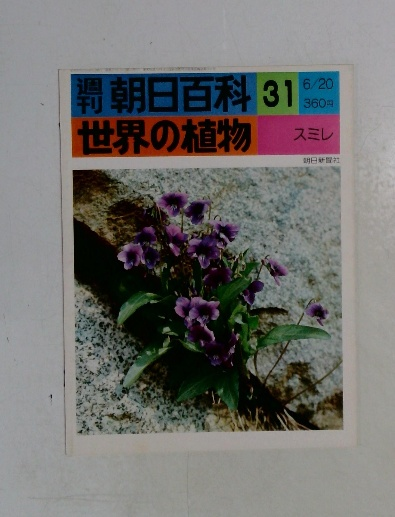 週刊 朝日百科 31 6/20 360円
世界の植物 スミレ
朝日新聞社